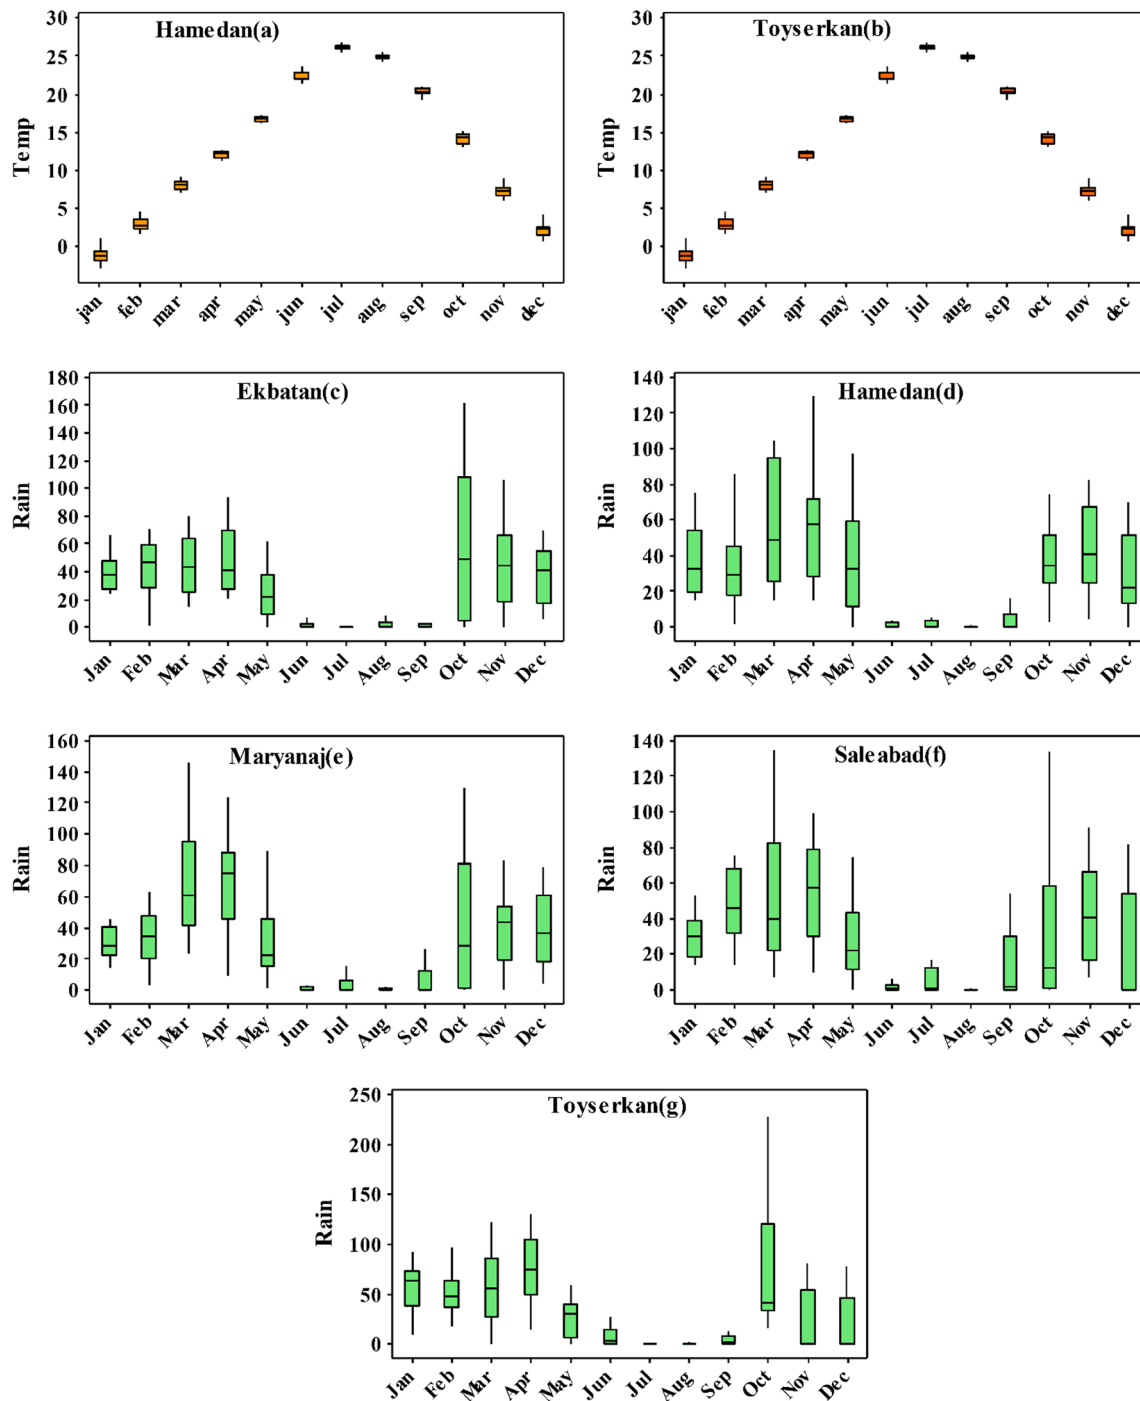 Hamedan(a)
Temp
30
25
20
15
10
5
0
jan feb mar apr may jun jul aug sep oct nov dec
Toyserkan(b)
Temp
30
25
20
15
10
5
0
jan feb mar apr may jun jul aug sep oct nov dec
Ekbatan(c)
Rain
180
160
140
120
100
80
60
40
20
0
Jan Feb Mar Apr May Jun Jul Aug Sep Oct Nov Dec
Hamedan(d)
Rain
140
120
100
80
60
40
20
0
Jan Feb Mar Apr May Jun Jul Aug Sep Oct Nov Dec
Maryanaj(e)
Rain
160
140
120
100
80
60
40
20
0
Jan Feb Mar Apr May Jun Jul Aug Sep Oct Nov Dec
Saleabad(f)
Rain
140
120
100
80
60
40
20
0
Jan Feb Mar Apr May Jun Jul Aug Sep Oct Nov Dec
Toyserkan(g)
Rain
250
200
150
100
50
0
Jan Feb Mar Apr May Jun Jul Aug Sep Oct Nov Dec